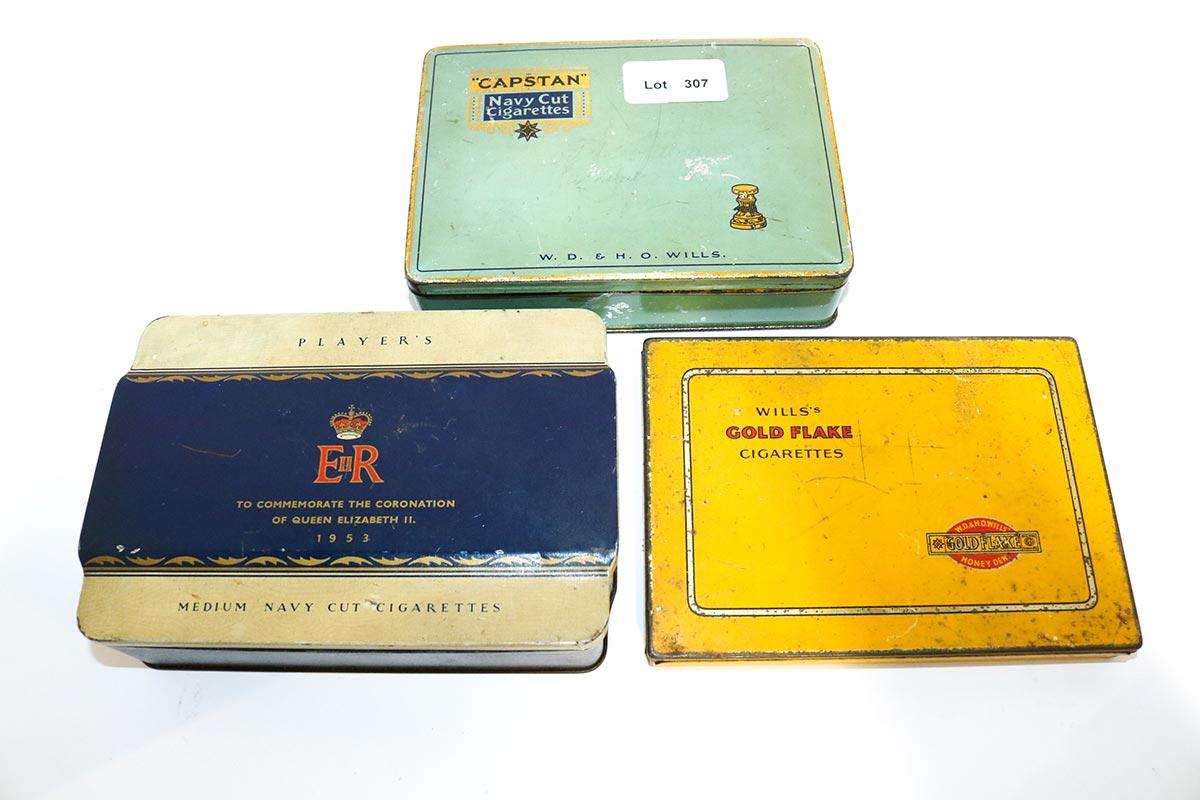 "CAPSTAN"
Navy Cut
Cigarettes
Lot 307
W. D. & H. O. WILLS.
PLAYER'S
EIIR
TO COMMEMORATE THE CORONATION
OF QUEEN ELIZABETH II.
1953
MEDIUM NAVY CUT CIGARETTES
WILLS'S
GOLD FLAKE
CIGARETTES
W.D.& H.O.WILLS'
GOLD FLAKE
HONEY DEW